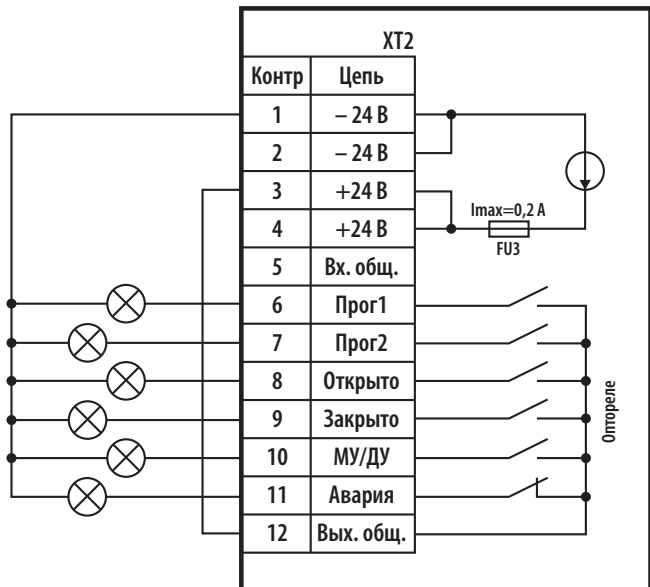 XT2
Контр Цепь
1 – 24 В
2 – 24 В
3 +24 В
4 +24 В
5 Вх. общ.
6 Прог1
7 Прог2
8 Открыто
9 Закрыто
10 МУ/ДУ
11 Авария
12 Вых. общ.
Imax=0,2 А
FU3
Оптореле